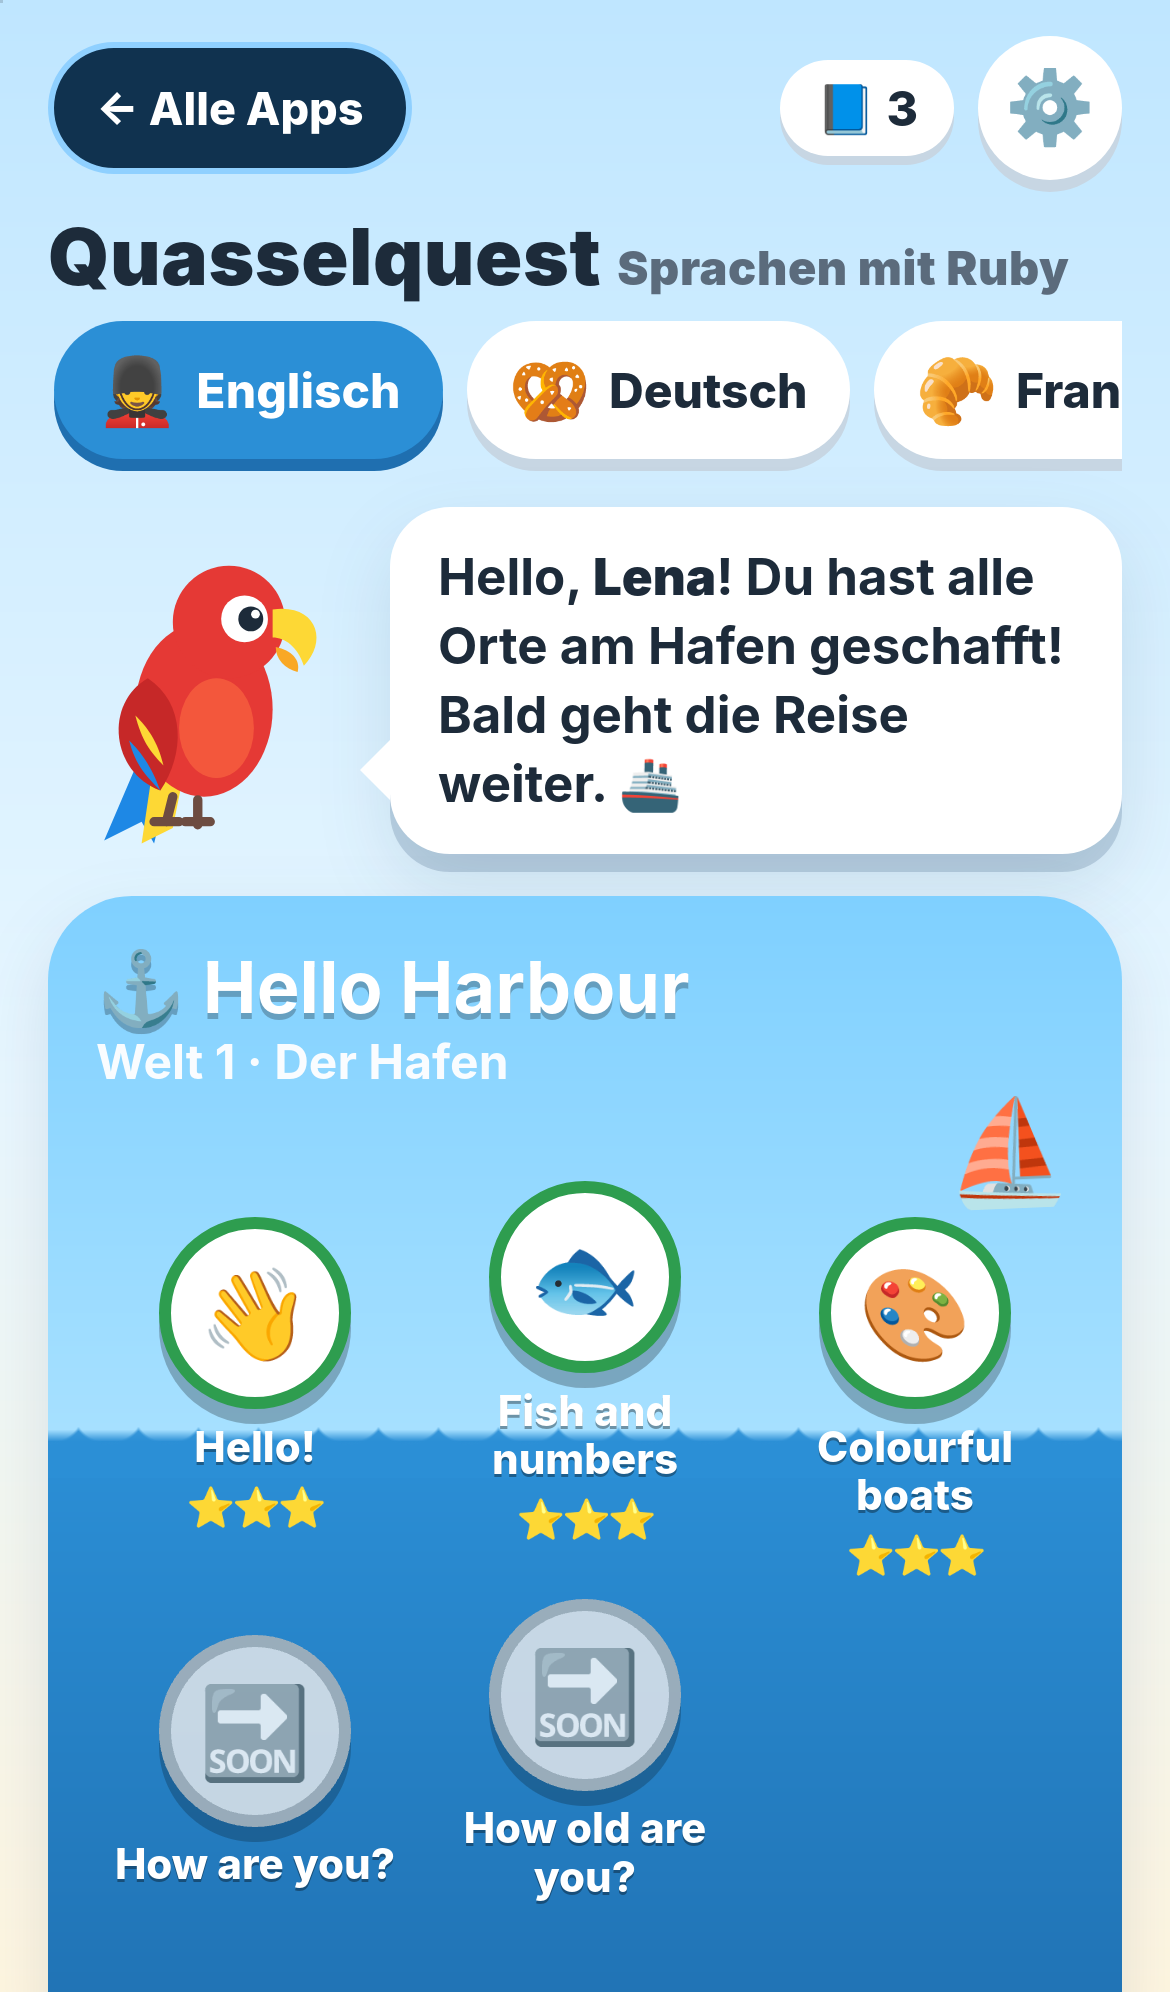 ← Alle Apps
3
Quasselquest Sprachen mit Ruby
Englisch
Deutsch
Fran
Hello, Lena! Du hast alle
Orte am Hafen geschafft!
Bald geht die Reise
weiter.
Hello Harbour
Welt 1 · Der Hafen
Fish and
numbers
Hello!
Colourful
boats
SOON
SOON
How are you?
How old are
you?